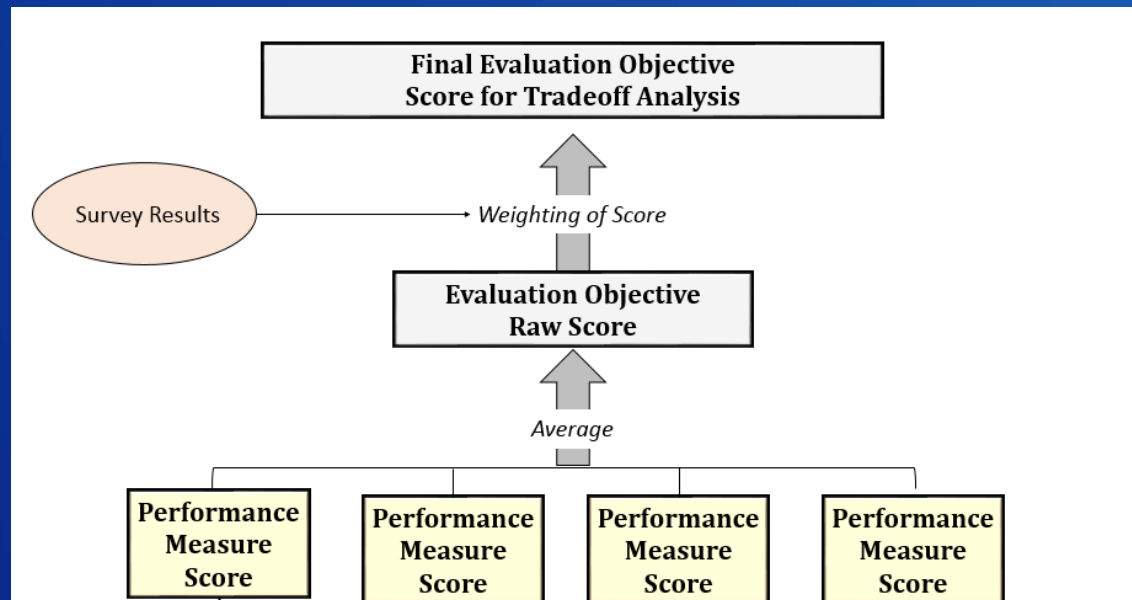 Final Evaluation Objective
Score for Tradeoff Analysis
Survey Results
Weighting of Score
Evaluation Objective
Raw Score
Average
Performance
Measure
Score
Performance
Measure
Score
Performance
Measure
Score
Performance
Measure
Score